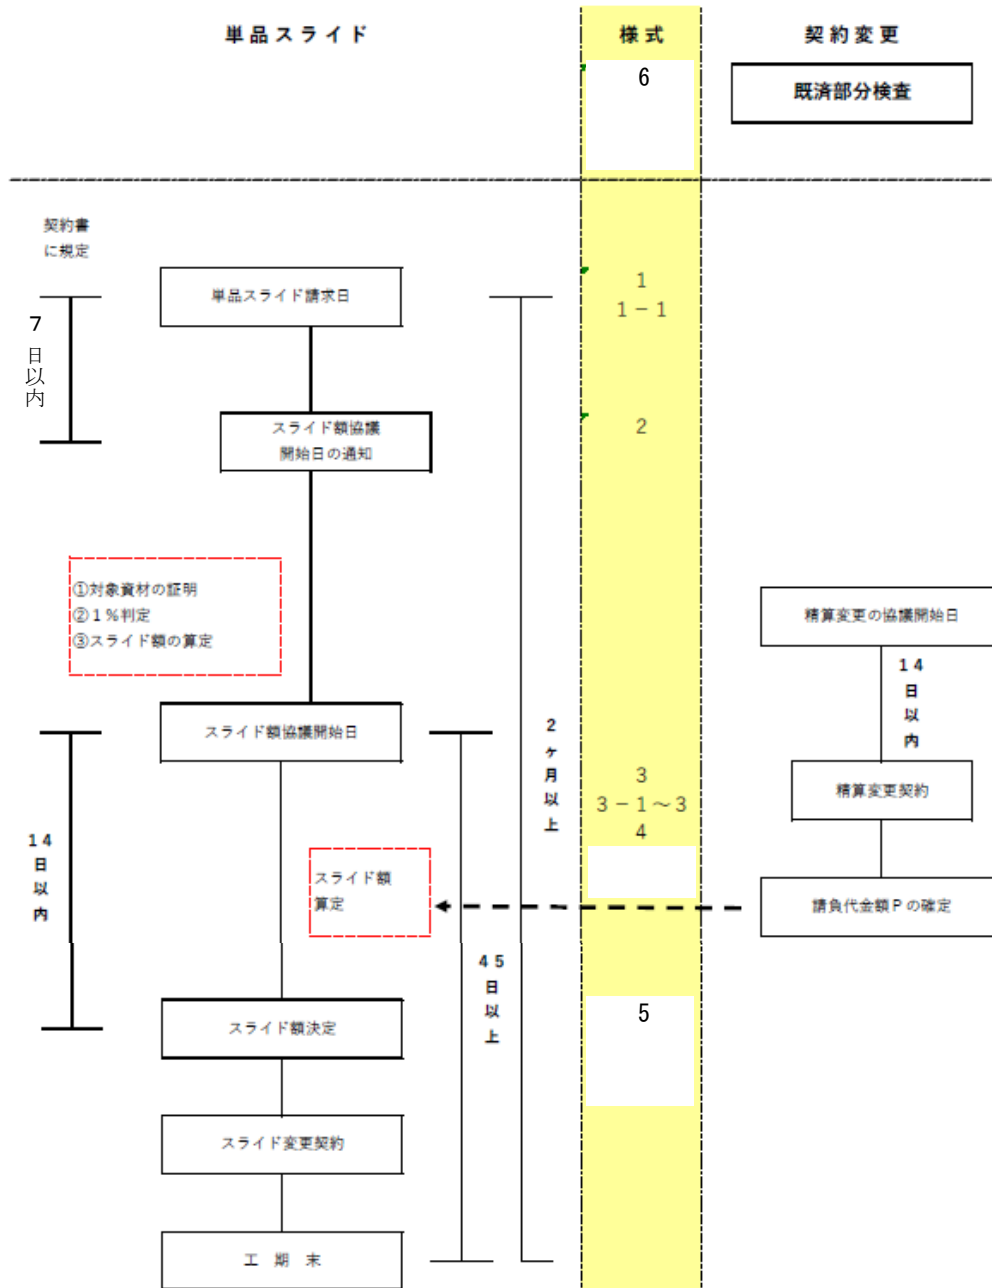 単品スライド
様式
契約変更
6
既済部分検査
契約書
に規定
単品スライド請求日
1
1－1
7
日
以
内
スライド額協議
開始日の通知
2
①対象資材の証明
②１％判定
③スライド額の算定
精算変更の協議開始日
14
日
以
内
スライド額協議開始日
2
ヶ
月
以
上
3
3－1～3
4
精算変更契約
14
日
以
内
スライド額
算定
請負代金額Ｐの確定
45
日
以
上
5
スライド額決定
スライド変更契約
工　期　末